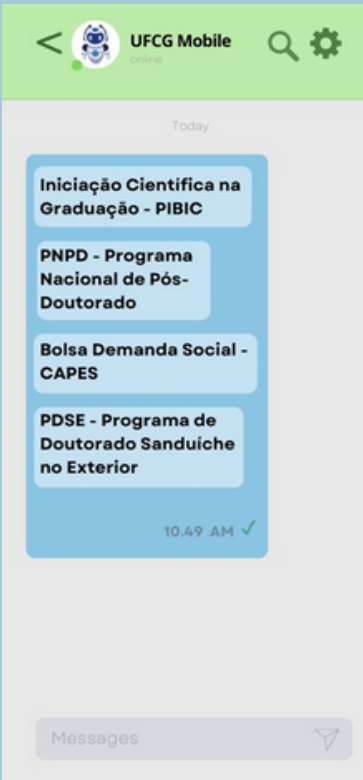 UFCG Mobile
online
Today
Iniciação Científica na
Graduação - PIBIC
PNPD - Programa
Nacional de Pós-
Doutorado
Bolsa Demanda Social -
CAPES
PDSE - Programa de
Doutorado Sanduíche
no Exterior
10.49 AM
Messages